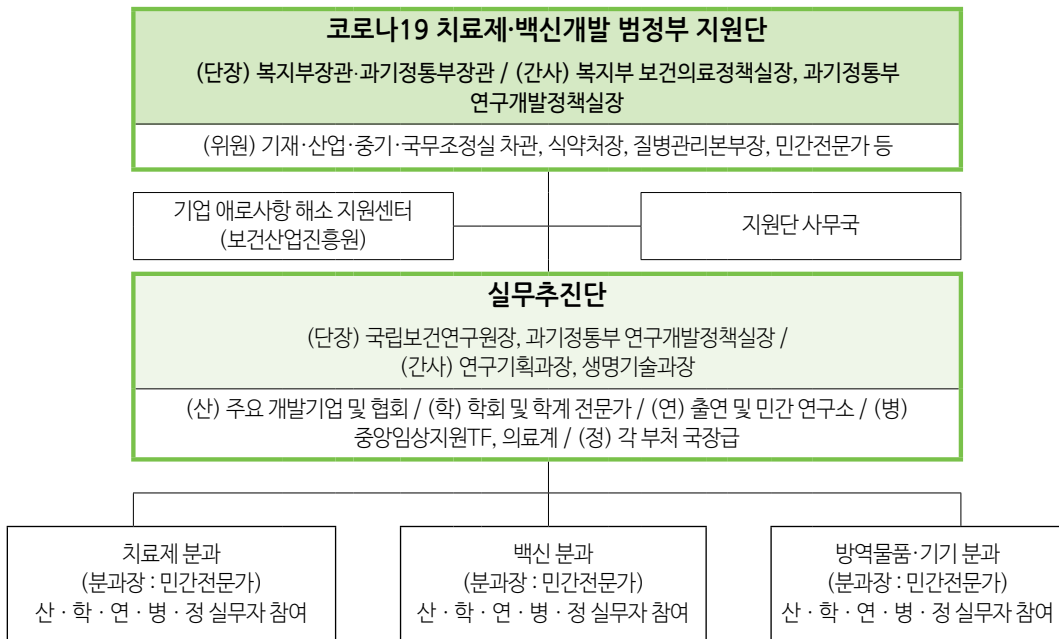 코로나19 치료제·백신개발 범정부 지원단
(단장) 복지부장관·과기정통부장관 / (간사) 복지부 보건의료정책실장, 과기정통부
연구개발정책실장
(위원) 기재·산업·중기·국무조정실 차관, 식약처장, 질병관리본부장, 민간전문가 등
기업 애로사항 해소 지원센터
(보건산업진흥원)
지원단 사무국
실무추진단
(단장) 국립보건연구원장, 과기정통부 연구개발정책실장 /
(간사) 연구기획과장, 생명기술과장
(산) 주요 개발기업 및 협회 / (학) 학회 및 학계 전문가 / (연) 출연 및 민간 연구소 / (병)
중앙임상지원TF, 의료계 / (정) 각 부처 국장급
치료제 분과
(분과장 : 민간전문가)
산 · 학 · 연 · 병 · 정 실무자 참여
백신 분과
(분과장 : 민간전문가)
산 · 학 · 연 · 병 · 정 실무자 참여
방역물품·기기 분과
(분과장 : 민간전문가)
산 · 학 · 연 · 병 · 정 실무자 참여